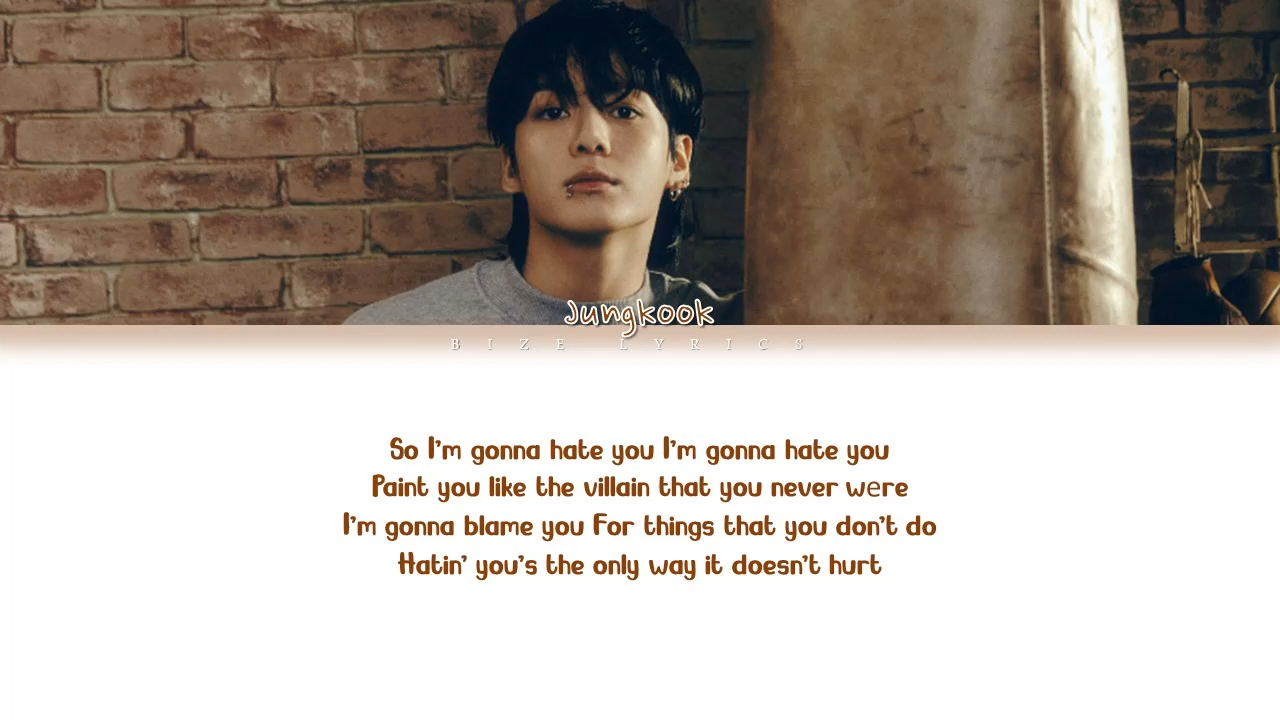 Jungkook
BIZE LYRICS
So I'm gonna hate you I'm gonna hate you
Paint you like the villain that you never were
I'm gonna blame you For things that you don't do
Hatin' you's the only way it doesn't hurt